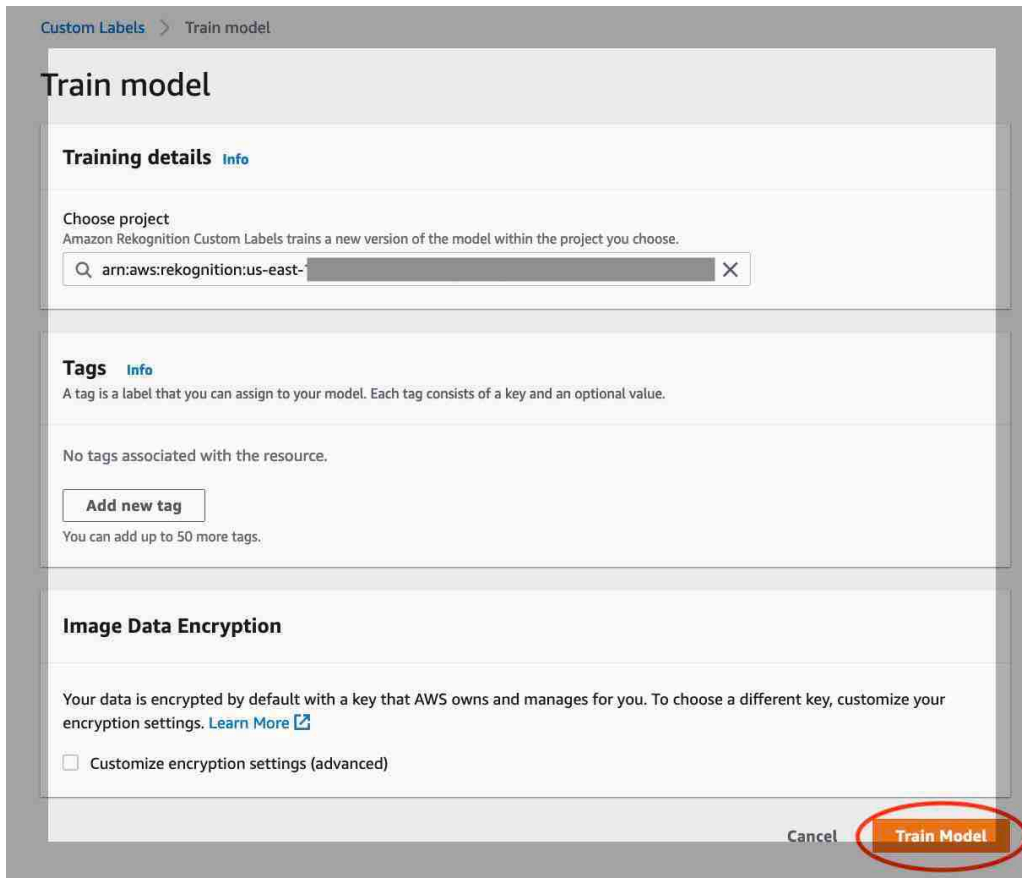 Custom Labels > Train model
Train model
Training details Info
Choose project
Amazon Rekognition Custom Labels trains a new version of the model within the project you choose.
arn:aws:rekognition:us-east-
Tags Info
A tag is a label that you can assign to your model. Each tag consists of a key and an optional value.
No tags associated with the resource.
Add new tag
You can add up to 50 more tags.
Image Data Encryption
Your data is encrypted by default with a key that AWS owns and manages for you. To choose a different key, customize your
encryption settings. Learn More
Customize encryption settings (advanced)
Cancel Train Model